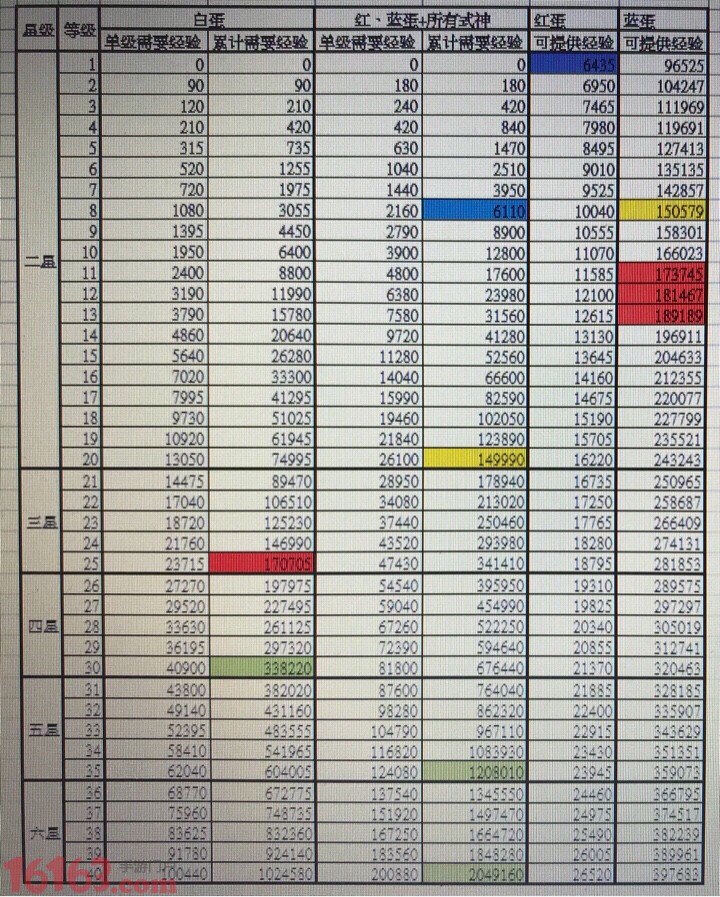 星级 等级 白蛋 红、蓝蛋+所有式神 红蛋 蓝蛋
单级需要经验 累计需要经验 单级需要经验 累计需要经验 可提供经验 可提供经验
二星
1 0 0 0 0 6435 96525
2 90 90 180 180 6950 104247
3 120 210 240 420 7465 111969
4 210 420 420 840 7980 119691
5 315 735 630 1470 8495 127413
6 520 1255 1040 2510 9010 135135
7 720 1975 1440 3950 9525 142857
8 1080 3055 2160 6110 10040 150579
9 1395 4450 2790 8900 10555 158301
10 1950 6400 3900 12800 11070 166023
11 2400 8800 4800 17600 11585 173745
12 3190 11990 6380 23980 12100 181467
13 3790 15780 7580 31560 12615 189189
14 4860 20640 9720 41280 13130 196911
15 5640 26280 11280 52560 13645 204633
16 7020 33300 14040 66600 14160 212355
17 7995 41295 15990 82590 14675 220077
18 9730 51025 19460 102050 15190 227799
19 10920 61945 21840 123890 15705 235521
20 13050 74995 26100 149990 16220 243243
三星
21 14475 89470 28950 178940 16735 250965
22 17040 106510 34080 213020 17250 258687
23 18720 125230 37440 250460 17765 266409
24 21760 146990 43520 293980 18280 274131
25 23715 170705 47430 341410 18795 281853
四星
26 27270 197975 54540 395950 19310 289575
27 29520 227495 59040 454990 19825 297297
28 33630 261125 67260 522250 20340 305019
29 36195 297320 72390 594640 20855 312741
30 40900 338220 81800 676440 21370 320463
五星
31 43800 382020 87600 764040 21885 328185
32 49140 431160 98280 862320 22400 335907
33 52395 483555 104790 967110 22915 343629
34 58410 541965 116820 1083930 23430 351351
35 62040 604005 124080 1208010 23945 359073
六星
36 68770 672775 137540 1345550 24460 366795
37 75960 748735 151920 1497470 24975 374517
38 83625 832360 167250 1664720 25490 382239
39 91780 924140 183560 1848280 26005 389961
40 100440 1024580 200880 2049160 26520 397683
16163.com